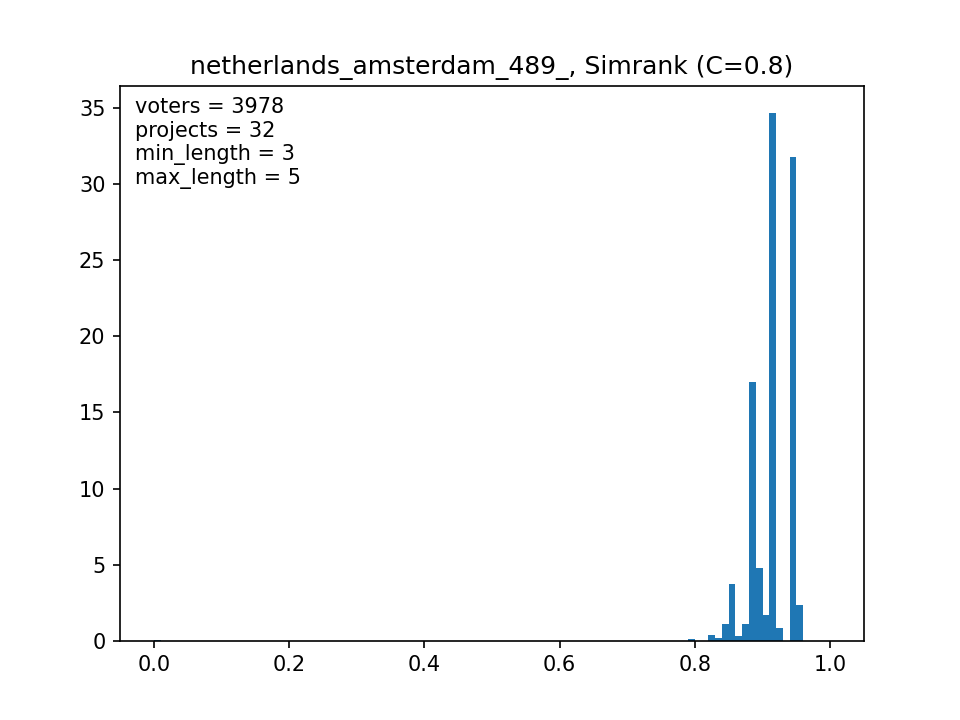 netherlands_amsterdam_489_, Simrank (C=0.8)
voters = 3978
projects = 32
min_length = 3
max_length = 5
35
30
25
20
15
10
5
0
0.0 0.2 0.4 0.6 0.8 1.0